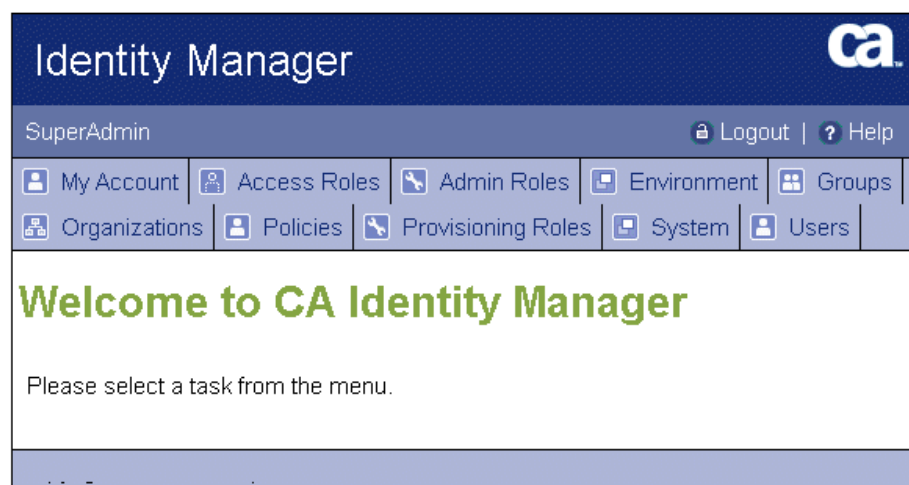 Identity Manager
ca
SuperAdmin
Logout | ? Help
My Account
Access Roles
Admin Roles
Environment
Groups
Organizations
Policies
Provisioning Roles
System
Users
Welcome to CA Identity Manager
Please select a task from the menu.